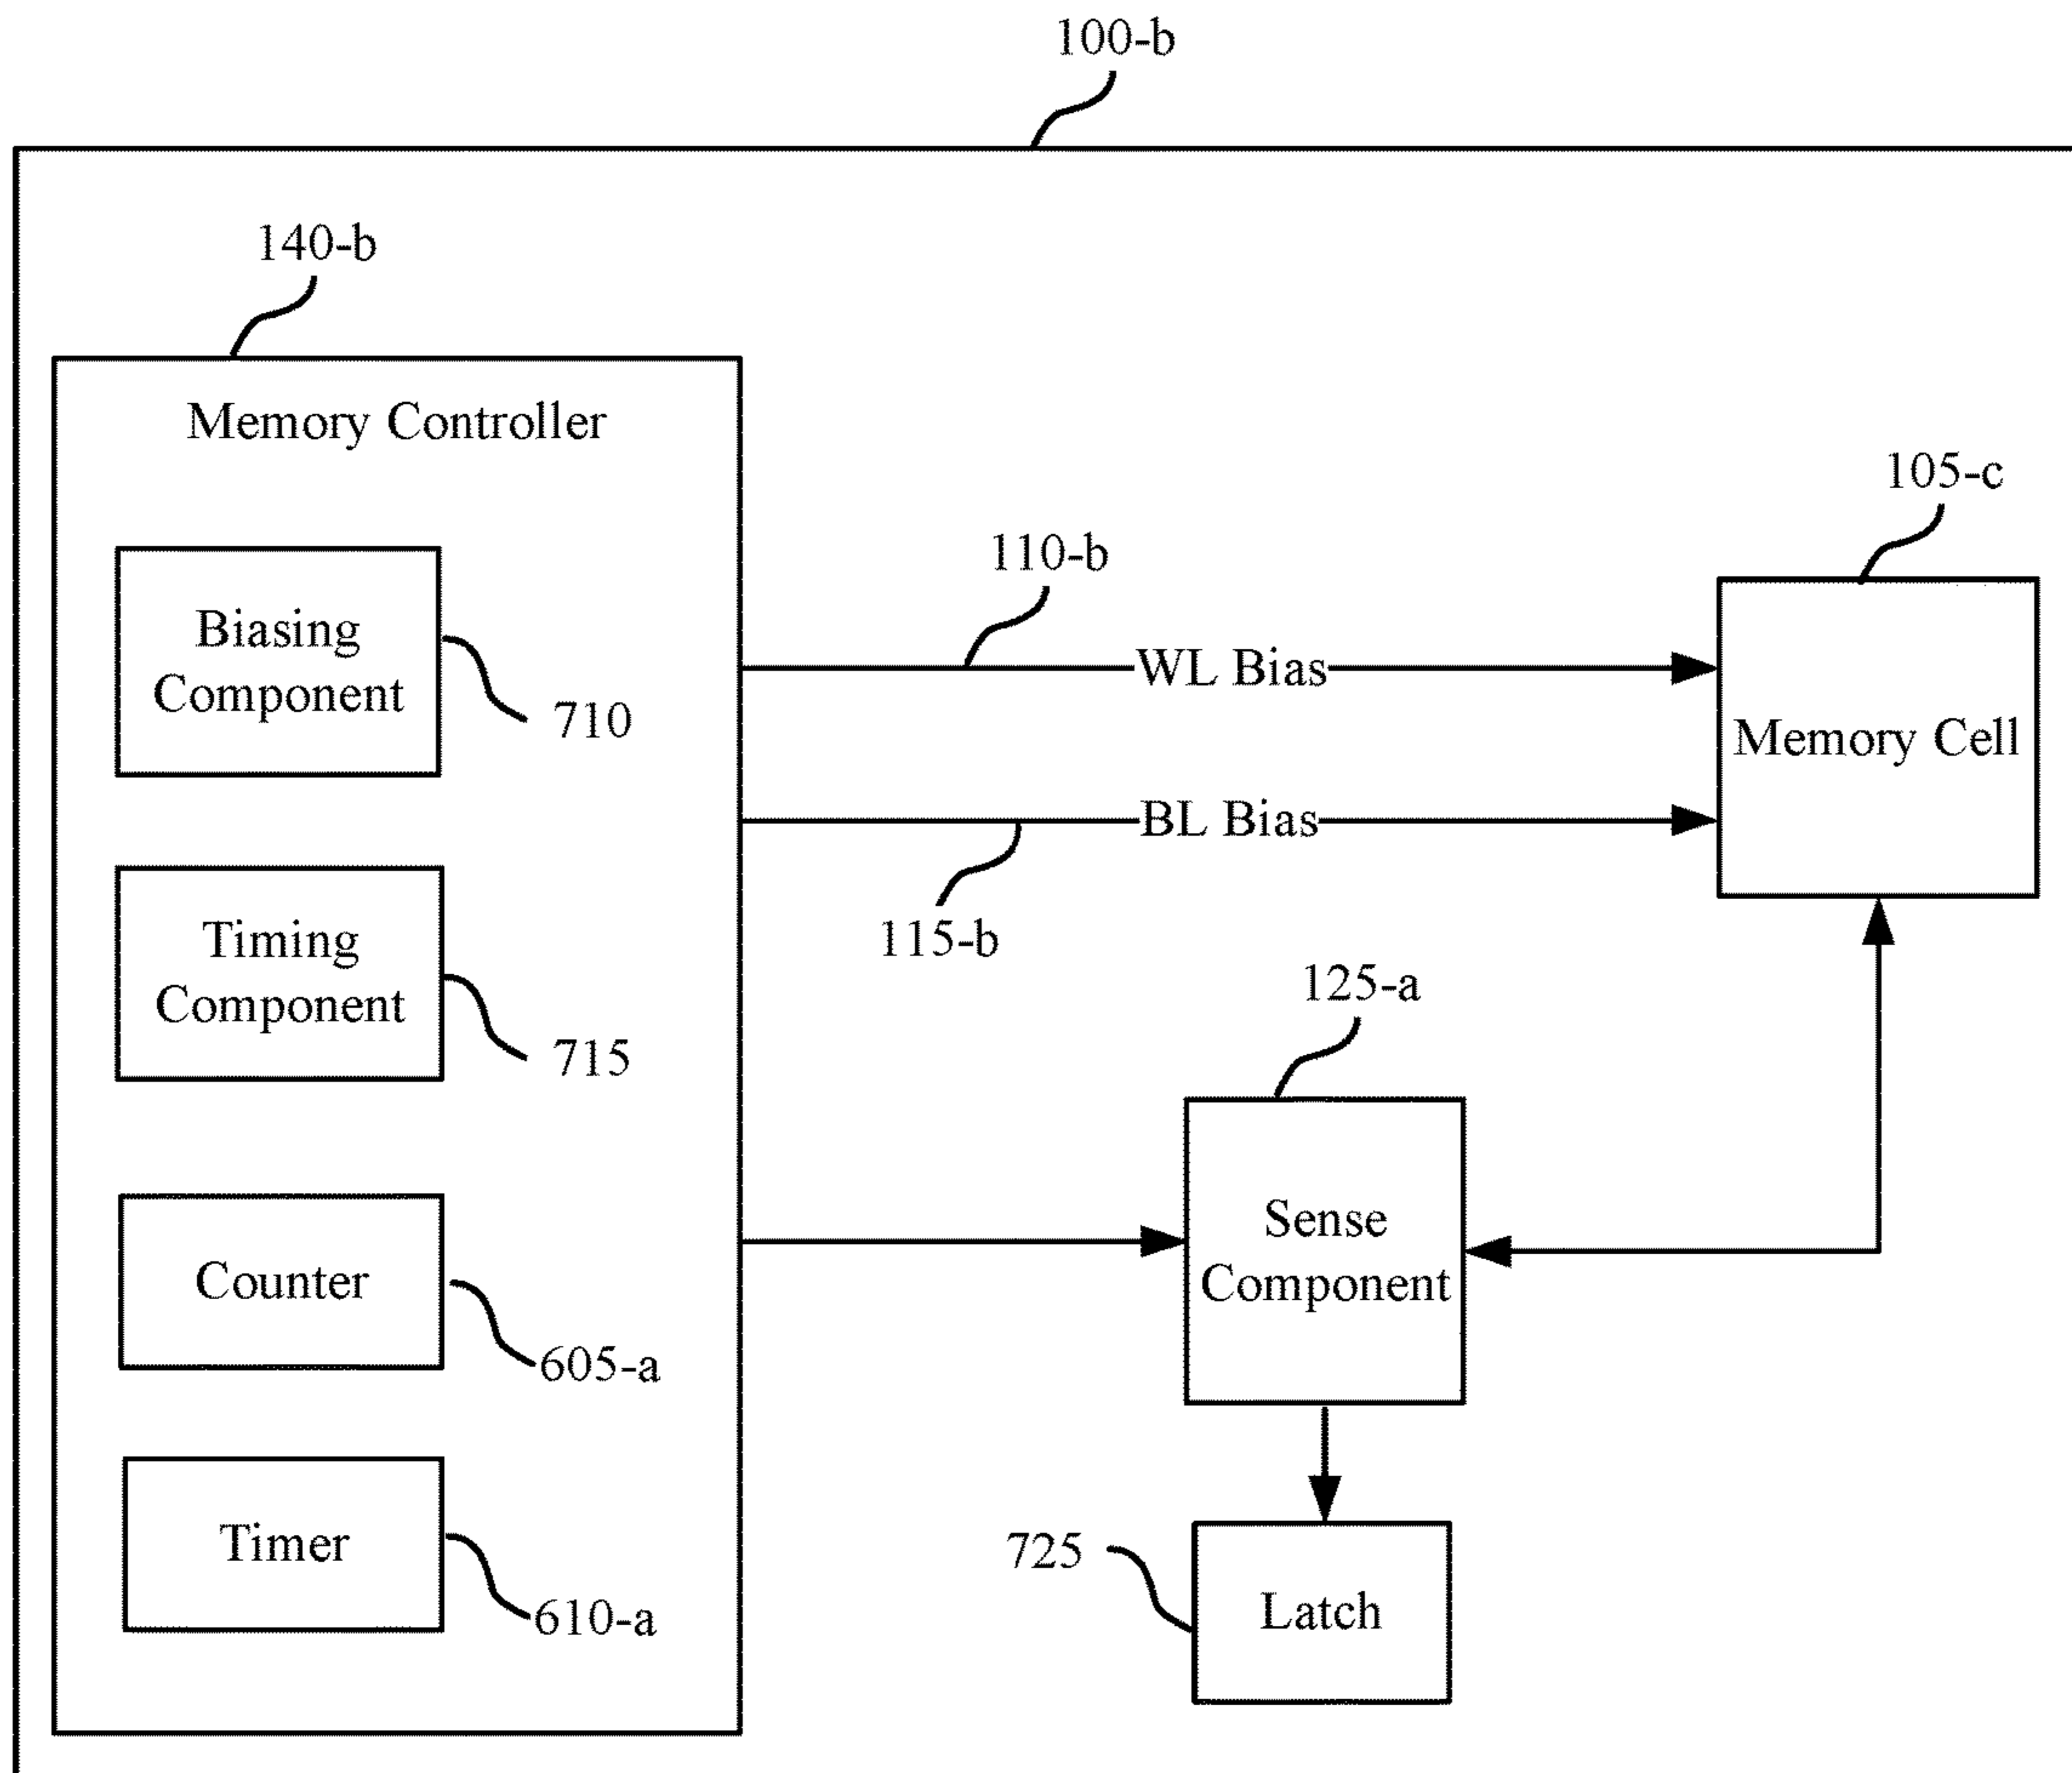 100-b
140-b
Memory Controller
105-c
110-b
Biasing
Component
WL Bias
710
Memory Cell
BL Bias
Timing
Component
115-b
125-a
715
Sense
Component
Counter
605-a
725
Timer
Latch
610-a